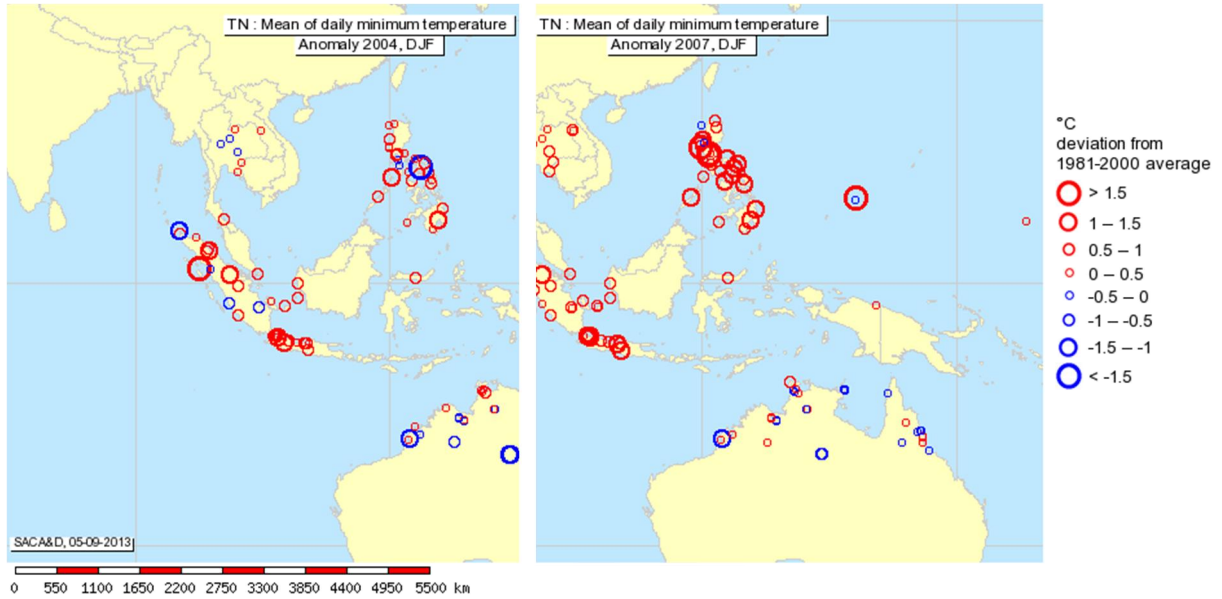 TN : Mean of daily minimum temperature
Anomaly 2004, DJF
TN : Mean of daily minimum temperature
Anomaly 2007, DJF
°C
deviation from
1981-2000 average
> 1.5
1 – 1.5
0.5 – 1
0 – 0.5
-0.5 – 0
-1 – -0.5
-1.5 – -1
< -1.5
SACA&D, 05-09-2013
0 550 1100 1650 2200 2750 3300 3850 4400 4950 5500 km